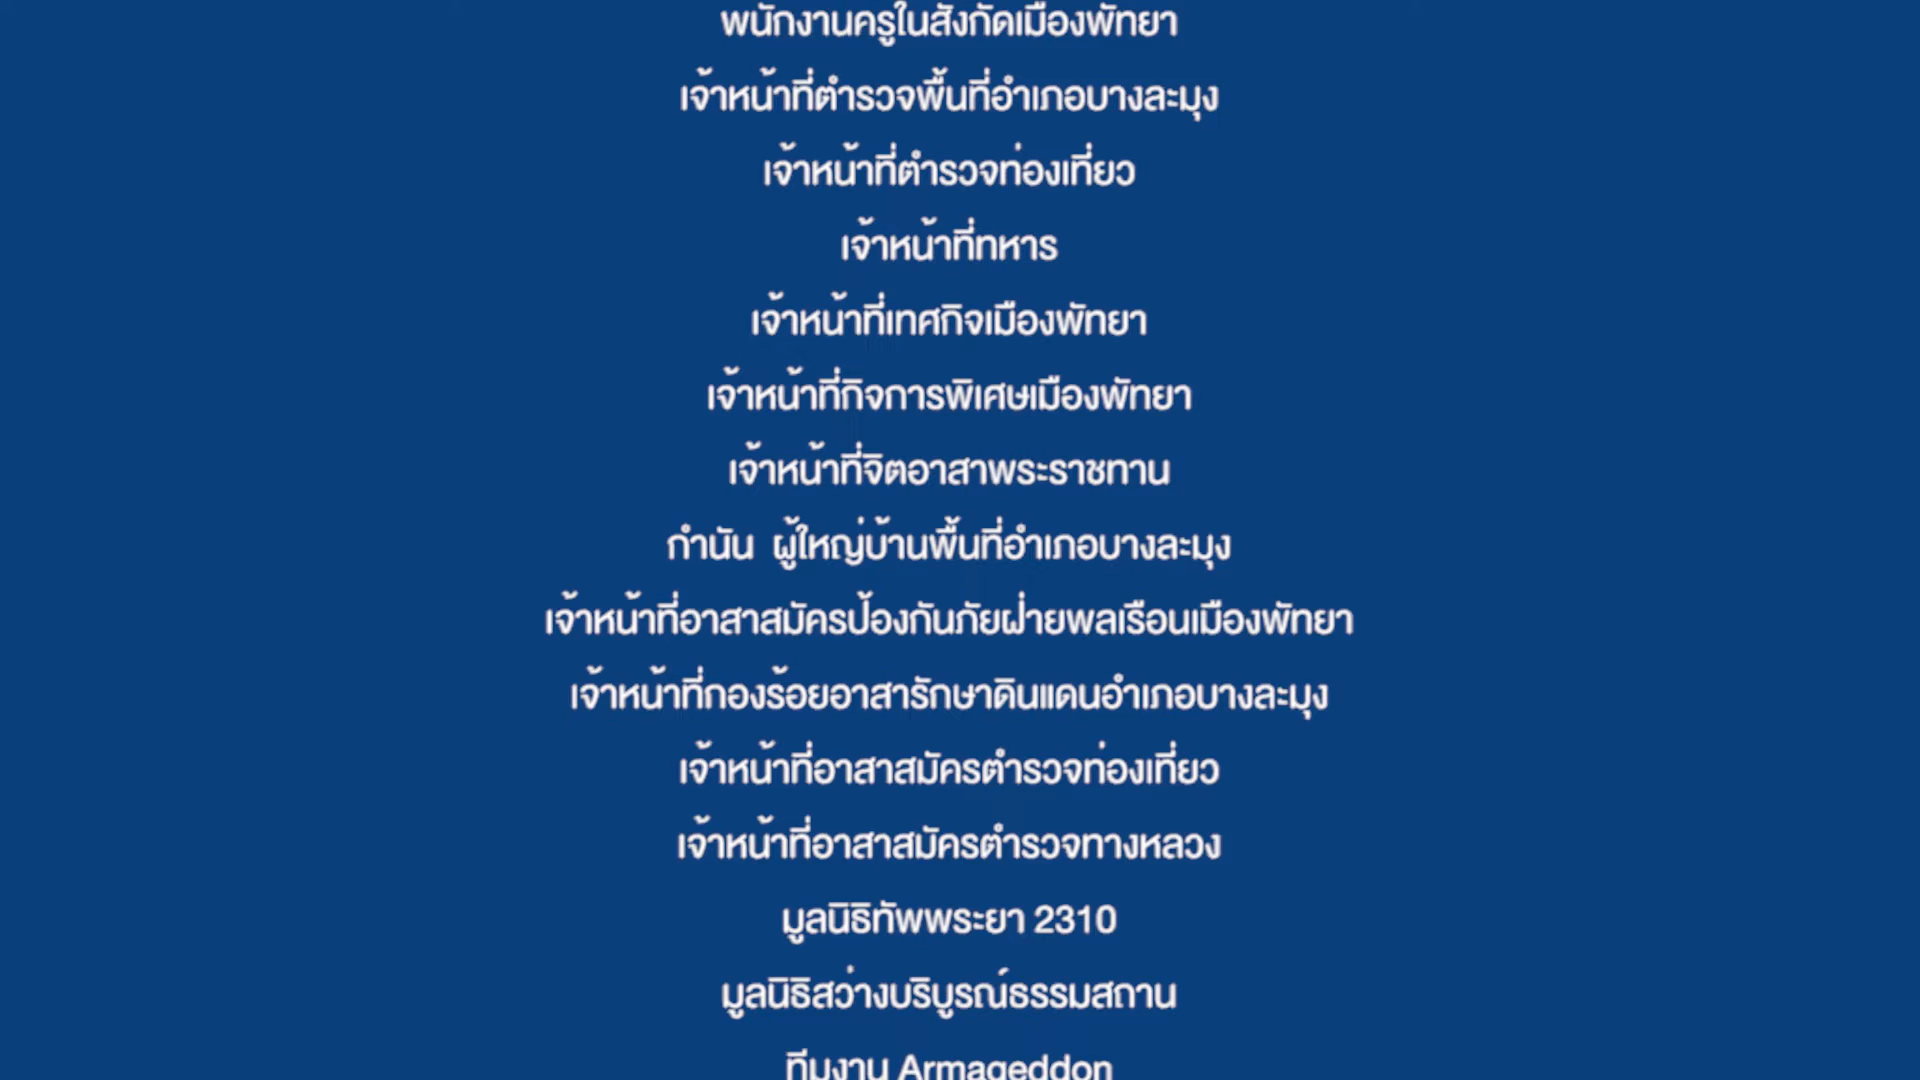 พนักงานครูในสังกัดเมืองพัทยา
เจ้าหน้าที่ตำรวจพื้นที่อำเภอบางละมุง
เจ้าหน้าที่ตำรวจท่องเที่ยว
เจ้าหน้าที่ทหาร
เจ้าหน้าที่เทศกิจเมืองพัทยา
เจ้าหน้าที่กิจการพิเศษเมืองพัทยา
เจ้าหน้าที่จิตอาสาพระราชทาน
กำนัน ผู้ใหญ่บ้านพื้นที่อำเภอบางละมุง
เจ้าหน้าที่อาสาสมัครป้องกันภัยฝ่ายพลเรือนเมืองพัทยา
เจ้าหน้าที่กองร้อยอาสารักษาดินแดนอำเภอบางละมุง
เจ้าหน้าที่อาสาสมัครตำรวจท่องเที่ยว
เจ้าหน้าที่อาสาสมัครตำรวจทางหลวง
มูลนิธิทัพพระยา 2310
มูลนิธิสว่างบริบูรณ์ธรรมสถาน
ทีมงาน Armageddon